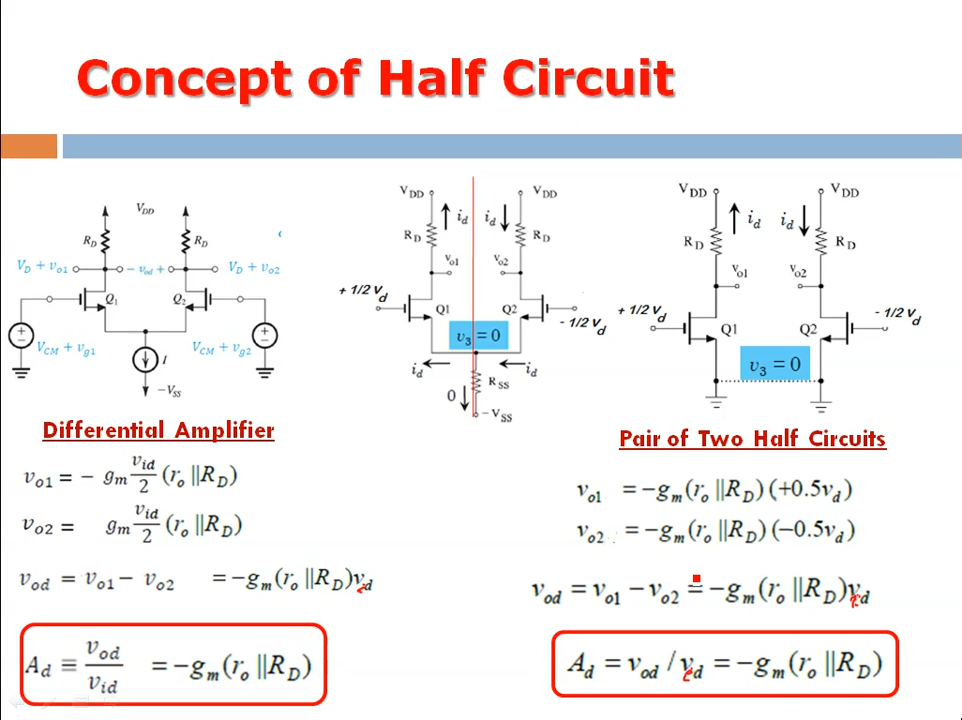 Concept of Half Circuit
V_DD
R_D R_D
V_D + v_o1 − v_od + V_D + v_o2
Q_1 Q_2
V_CM + v_g1 I V_CM + v_g2
−V_SS
V_DD V_DD
i_d i_d
R_D R_D
v_o1 v_o2
+ 1/2 v_d
Q1 Q2
- 1/2 v_d
v_3 = 0
i_d i_d
R_SS
0
−V_SS
V_DD V_DD
i_d i_d
R_D R_D
v_o1 v_o2
+ 1/2 v_d - 1/2 v_d
Q1 Q2
v_3 = 0
Differential Amplifier
v_o1 = − g_m v_id/2 (r_o ||R_D)
v_o2 = g_m v_id/2 (r_o ||R_D)
v_od = v_o1 − v_o2 = −g_m(r_o ||R_D)v_d
A_d ≡ v_od/v_id = −g_m(r_o ||R_D)
Pair of Two Half Circuits
v_o1 = −g_m(r_o ||R_D)(+0.5v_d)
v_o2 = −g_m(r_o ||R_D)(−0.5v_d)
v_od = v_o1 − v_o2 = −g_m(r_o ||R_D)v_d
A_d = v_od / v_d = −g_m(r_o ||R_D)